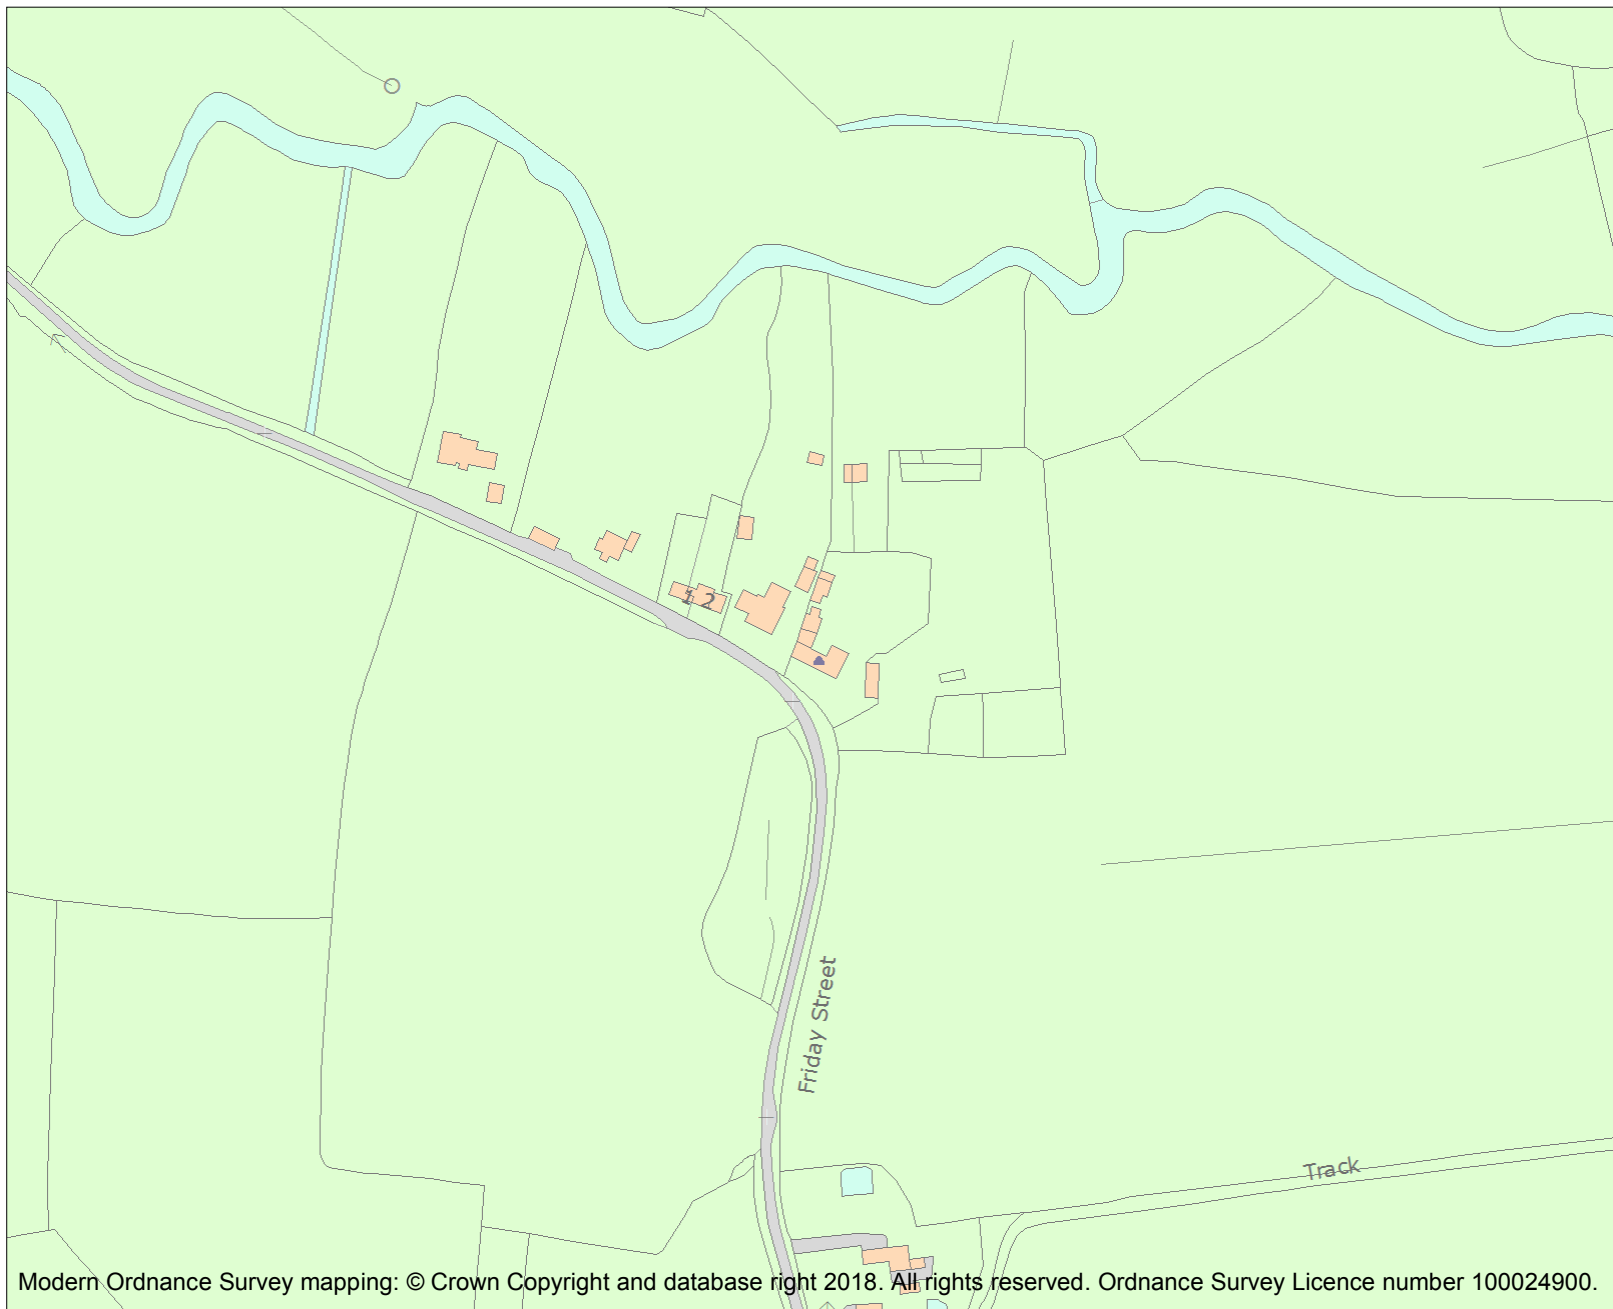 1 2
Friday Street
Track
Modern Ordnance Survey mapping: © Crown Copyright and database right 2018. All rights reserved. Ordnance Survey Licence number 100024900.